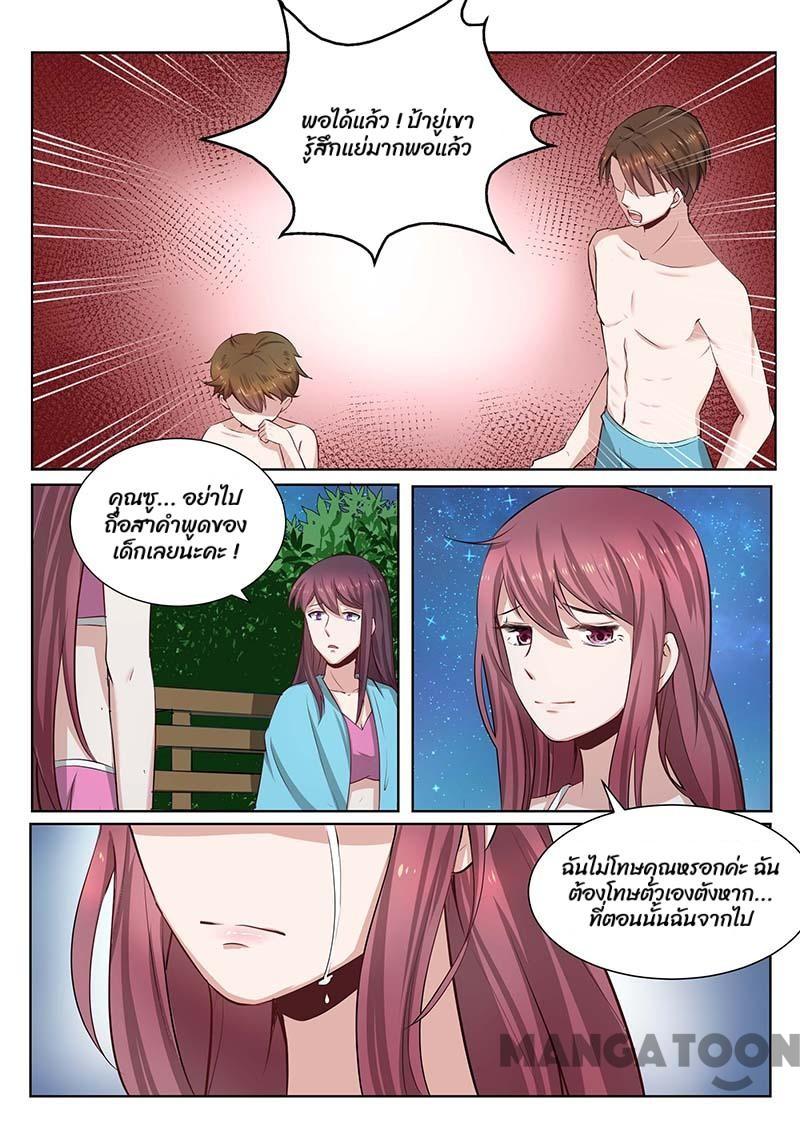 พอได้แล้ว ! ป้ายู่เขา
รู้สึกแย่มากพอแล้ว
คุณซู... อย่าไป
ถือสาคำพูดของ
เด็กเลยนะคะ !
ฉันไม่โทษคุณหรอกค่ะ ฉัน
ต้องโทษตัวเองตังหาก...
ที่ตอนนั้นฉันจากไป
MANGATOON